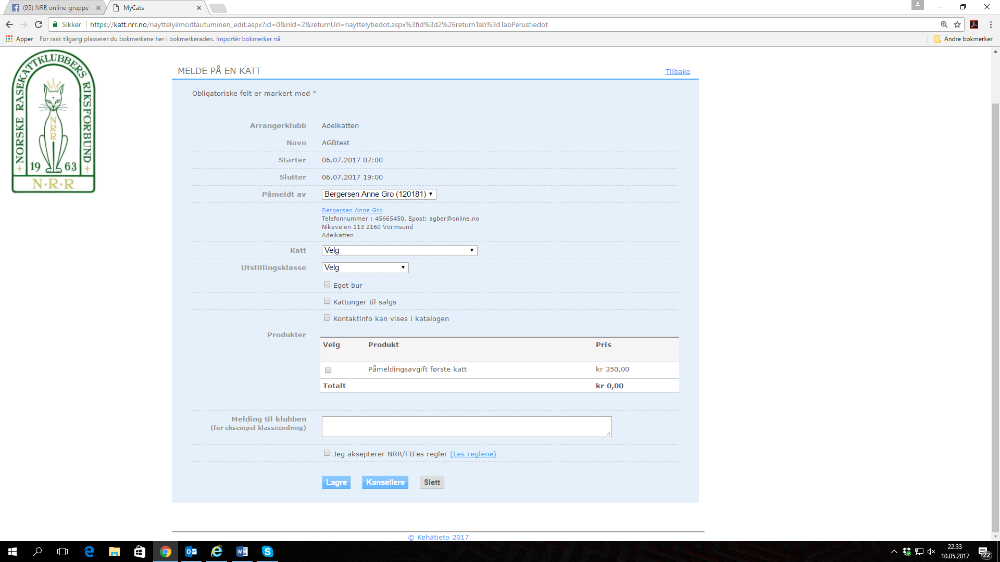 (95) NRR online-gruppe
MyCats
Sikker
https://katt.nrr.no/nayttelyilmoittautuminen_edit.aspx?id=0&nId=2&returnUrl=nayttelytiedot.aspx%3fid%3d2%26returnTab%3dTabPerustiedot
Apper
For rask tilgang plasserer du bokmerkene her i bokmerkeraden.
Importér bokmerker nå
Andre bokmerker
NORSKE RASEKATTKLUBBERS RIKSFORBUND
NRR
19 63
N·R·R
MELDE PÅ EN KATT
Tilbake
Obligatoriske felt er markert med *
Arrangørklubb Adelkatten
Navn AGBtest
Starter 06.07.2017 07:00
Slutter 06.07.2017 19:00
Påmeldt av Bergersen Anne Gro (120181)
Bergersen Anne Gro
Telefonnummer : 45665450, Epost: agber@online.no
Nikeveien 113 2160 Vormsund
Adelkatten
Katt Velg
Utstillingsklasse Velg
Eget bur
Kattunger til salgs
Kontaktinfo kan vises i katalogen
Produkter
Velg Produkt Pris
Påmeldingsavgift første katt kr 350,00
Totalt kr 0,00
Melding til klubben
(for eksempel klasseendring)
Jeg aksepterer NRR/FIFes regler (Les reglene)
Lagre Kansellere Slett
© Kehätieto 2017
22.33
10.05.2017
22